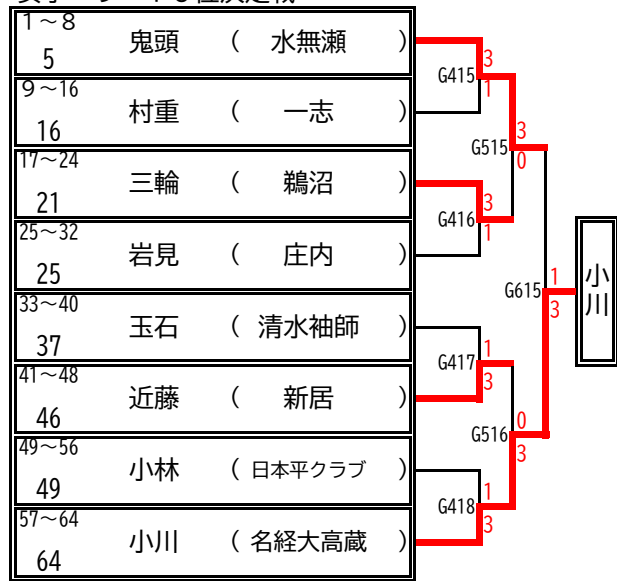 1～8
5
鬼頭 （ 水無瀬 ）
9～16
16
村重 （ 一志 ）
17～24
21
三輪 （ 鵜沼 ）
25～32
25
岩見 （ 庄内 ）
33～40
37
玉石 （ 清水袖師 ）
41～48
46
近藤 （ 新居 ）
49～56
49
小林 （ 日本平クラブ ）
57～64
64
小川 （ 名経大高蔵 ）
G415
3
1
G416
3
1
G417
1
3
G418
1
3
G515
3
0
G516
0
3
G615
1
3
小川